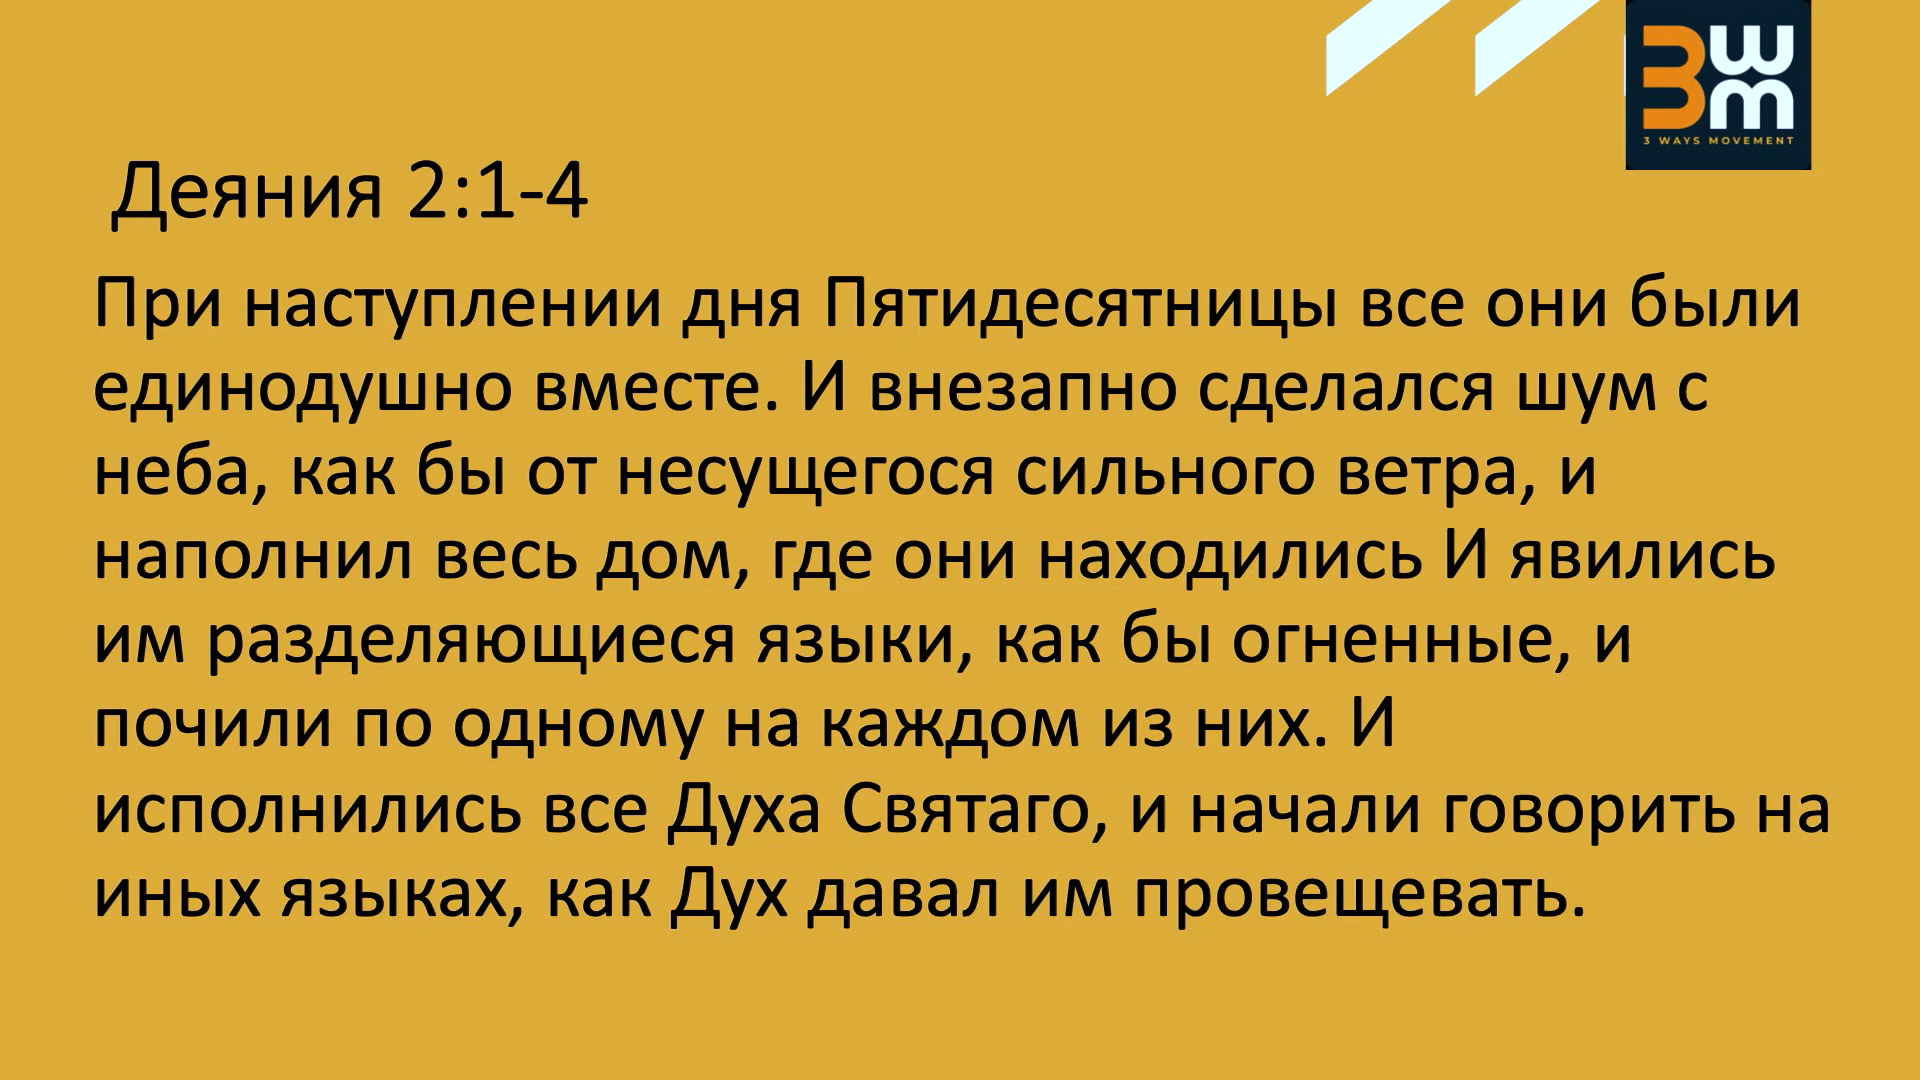 3wm
3 WAYS MOVEMENT
Деяния 2:1-4
При наступлении дня Пятидесятницы все они были
единодушно вместе. И внезапно сделался шум с
неба, как бы от несущегося сильного ветра, и
наполнил весь дом, где они находились И явились
им разделяющиеся языки, как бы огненные, и
почили по одному на каждом из них. И
исполнились все Духа Святаго, и начали говорить на
иных языках, как Дух давал им провещевать.